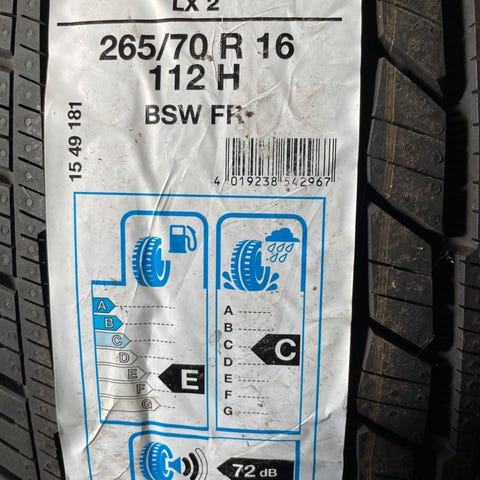 LX 2
265/70 R 16
112 H
BSW FR
15 49 181
4 019238 542967
A
B
C
D
E
F
G
E
A
B
C
D
E
F
G
C
72 dB